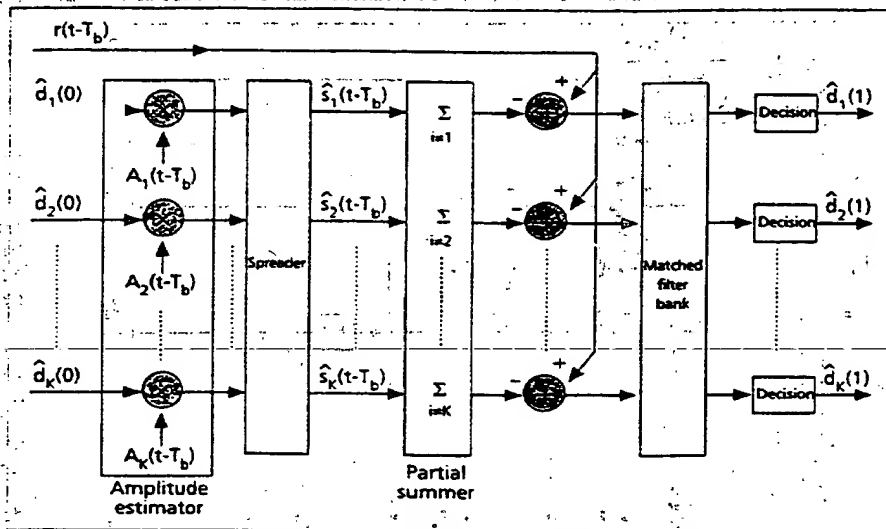 r(t-T_b)
d̂_1(0) ŝ_1(t-T_b) Σ i≠1 - + Decision d̂_1(1)
A_1(t-T_b)
d̂_2(0) ŝ_2(t-T_b) Σ i≠2 - + Decision d̂_2(1)
Spreader
Matched filter bank
A_2(t-T_b)
d̂_K(0) ŝ_K(t-T_b) Σ i≠K - + Decision d̂_K(1)
A_K(t-T_b)
Amplitude estimator
Partial summer